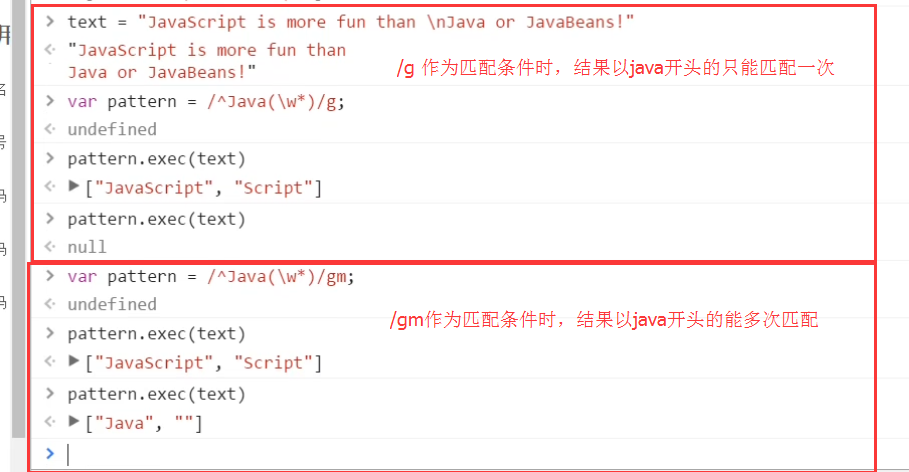 > text = "JavaScript is more fun than \nJava or JavaBeans!"
"JavaScript is more fun than
Java or JavaBeans!"
/g 作为匹配条件时，结果以java开头的只能匹配一次
> var pattern = /^Java(\w*)/g;
undefined
> pattern.exec(text)
["JavaScript", "Script"]
> pattern.exec(text)
null
> var pattern = /^Java(\w*)/gm;
undefined
/gm作为匹配条件时，结果以java开头的能多次匹配
> pattern.exec(text)
["JavaScript", "Script"]
> pattern.exec(text)
["Java", ""]
>